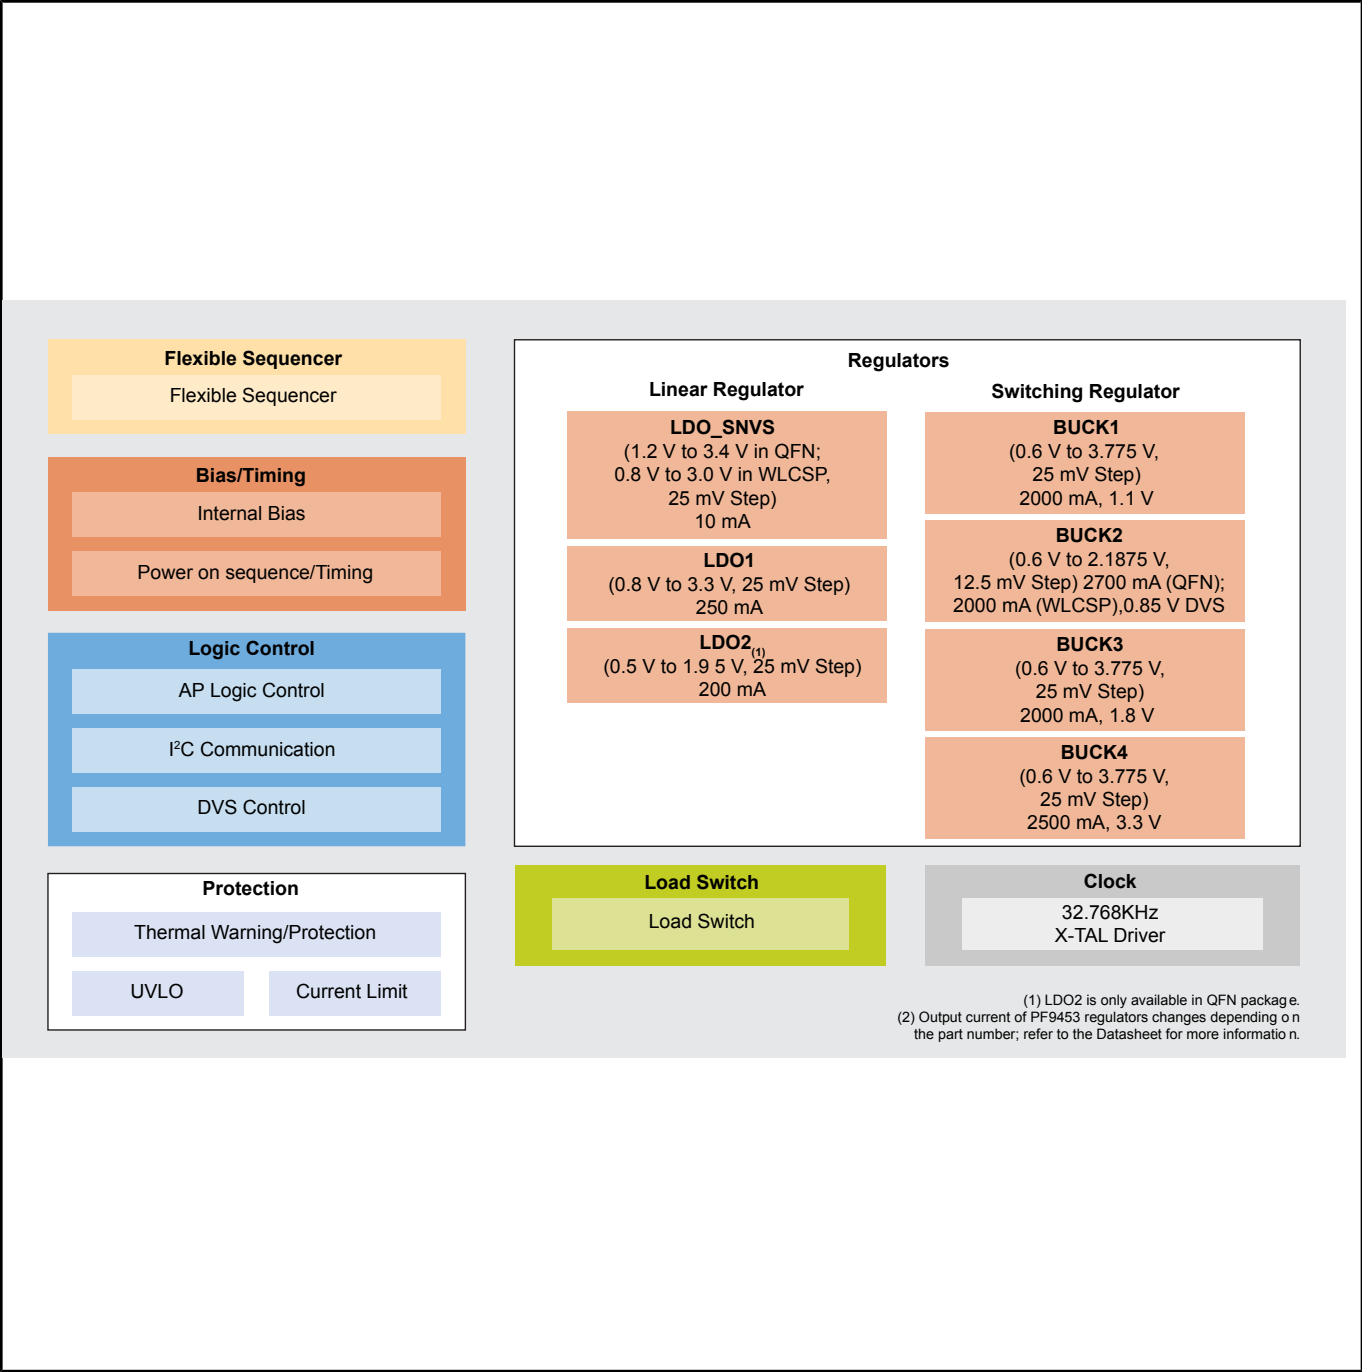 Flexible Sequencer
Flexible Sequencer
Bias/Timing
Internal Bias
Power on sequence/Timing
Logic Control
AP Logic Control
I²C Communication
DVS Control
Protection
Thermal Warning/Protection
UVLO
Current Limit
Regulators
Linear Regulator
LDO_SNVS
(1.2 V to 3.4 V in QFN;
0.8 V to 3.0 V in WLCSP,
25 mV Step)
10 mA
LDO1
(0.8 V to 3.3 V, 25 mV Step)
250 mA
LDO2(1)
(0.5 V to 1.9 5 V, 25 mV Step)
200 mA
Switching Regulator
BUCK1
(0.6 V to 3.775 V,
25 mV Step)
2000 mA, 1.1 V
BUCK2
(0.6 V to 2.1875 V,
12.5 mV Step) 2700 mA (QFN);
2000 mA (WLCSP),0.85 V DVS
BUCK3
(0.6 V to 3.775 V,
25 mV Step)
2000 mA, 1.8 V
BUCK4
(0.6 V to 3.775 V,
25 mV Step)
2500 mA, 3.3 V
Load Switch
Load Switch
Clock
32.768KHz
X-TAL Driver
(1) LDO2 is only available in QFN packag e.
(2) Output current of PF9453 regulators changes depending o n
the part number; refer to the Datasheet for more informatio n.